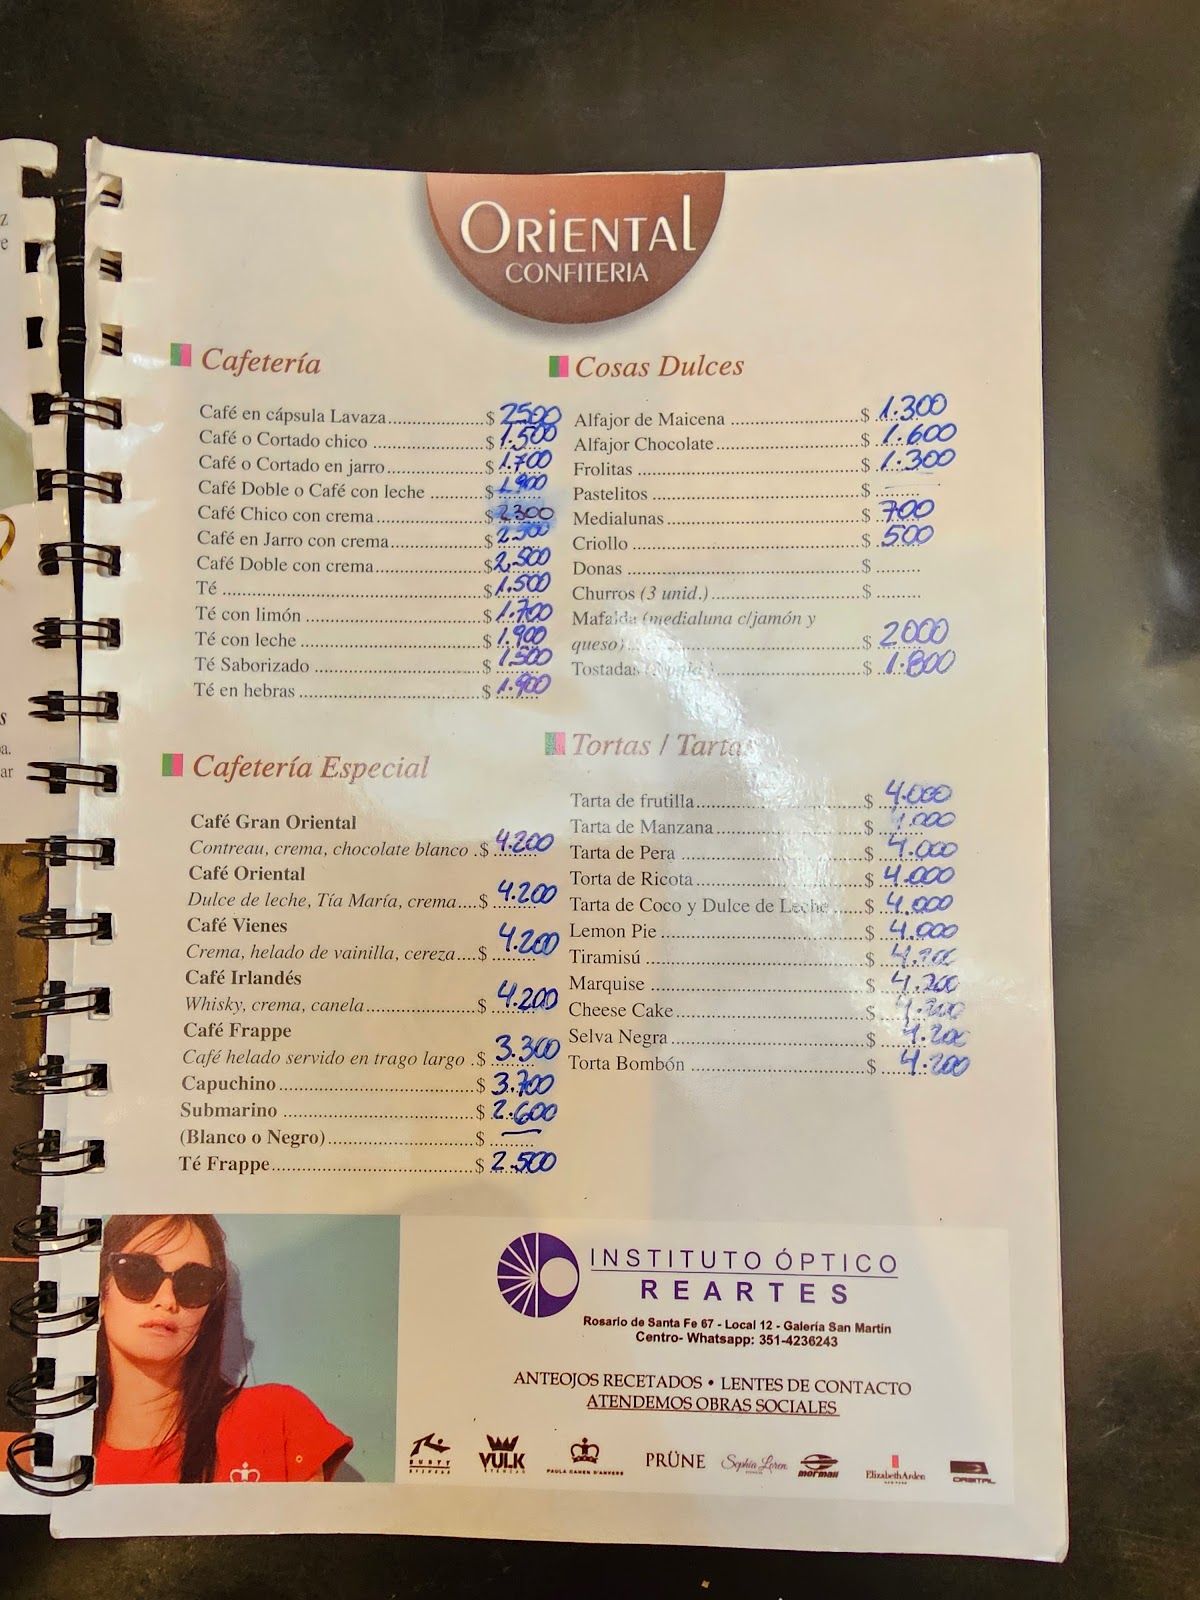 ORiENTAl
CONFITERIA
Cafetería
Café en cápsula Lavaza....................$ 2500
Café o Cortado chico ....................$ 1.500
Café o Cortado en jarro....................$ 1.700
Café Doble o Café con leche ....................$ 1.900
Café Chico con crema....................$ 2300
Café en Jarro con crema....................$
Café Doble con crema....................$ 2.500
Té ....................$ 1.500
Té con limón ....................$ 1.700
Té con leche ....................$ 1.900
Té Saborizado ....................$ 1.500
Té en hebras ....................$ 1.900
Cafetería Especial
Café Gran Oriental
Contreau, crema, chocolate blanco .$ 4.200
Café Oriental
Dulce de leche, Tía María, crema....$ 4.200
Café Vienes
Crema, helado de vainilla, cereza....$ 4.200
Café Irlandés
Whisky, crema, canela....................$ 4.200
Café Frappe
Café helado servido en trago largo .$ 3.300
Capuchino....................$ 3.700
Submarino ....................$ 2.600
(Blanco o Negro)....................$ —
Té Frappe....................$ 2.500
Cosas Dulces
Alfajor de Maicena ....................$ 1.300
Alfajor Chocolate....................$ 1.600
Frolitas ....................$ 1.300
Pastelitos ....................$ —
Medialunas....................$ 700
Criollo ....................$ 500
Donas ....................$ .........
Churros (3 unid.)....................$ .........
Mafalda (medialuna c/jamón y
queso)....................$ 2000
Tostadas ....................$ 1.800
Tortas / Tartas
Tarta de frutilla....................$ 4.000
Tarta de Manzana....................$ 4.000
Tarta de Pera ....................$ 4.000
Torta de Ricota....................$ 4.000
Tarta de Coco y Dulce de Leche......$ 4.000
Lemon Pie ....................$ 4.000
Tiramisú ....................$ 4.200
Marquise ....................$ 4.200
Cheese Cake....................$ 4.200
Selva Negra....................$ 4.200
Torta Bombón ....................$ 4.200
INSTITUTO ÓPTICO
REARTES
Rosario de Santa Fe 67 - Local 12 - Galería San Martín
Centro- Whatsapp: 351-4236243
ANTEOJOS RECETADOS • LENTES DE CONTACTO
ATENDEMOS OBRAS SOCIALES
RUSTY VULK PAULA CAHEN D'ANVERS PRÜNE Sophia Loren mormaii ElizabethArden ORBITAL